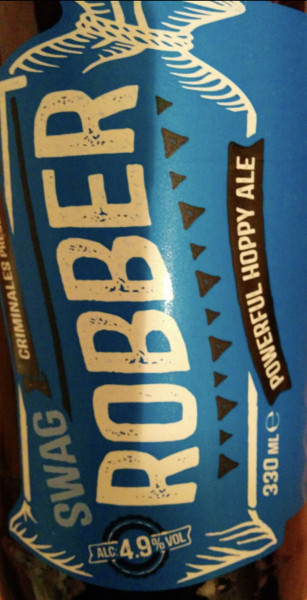 CRIMINALES
SWAG
ROBBER
POWERFUL HOPPY ALE
ALC. 4.9% VOL
330 ML ℮